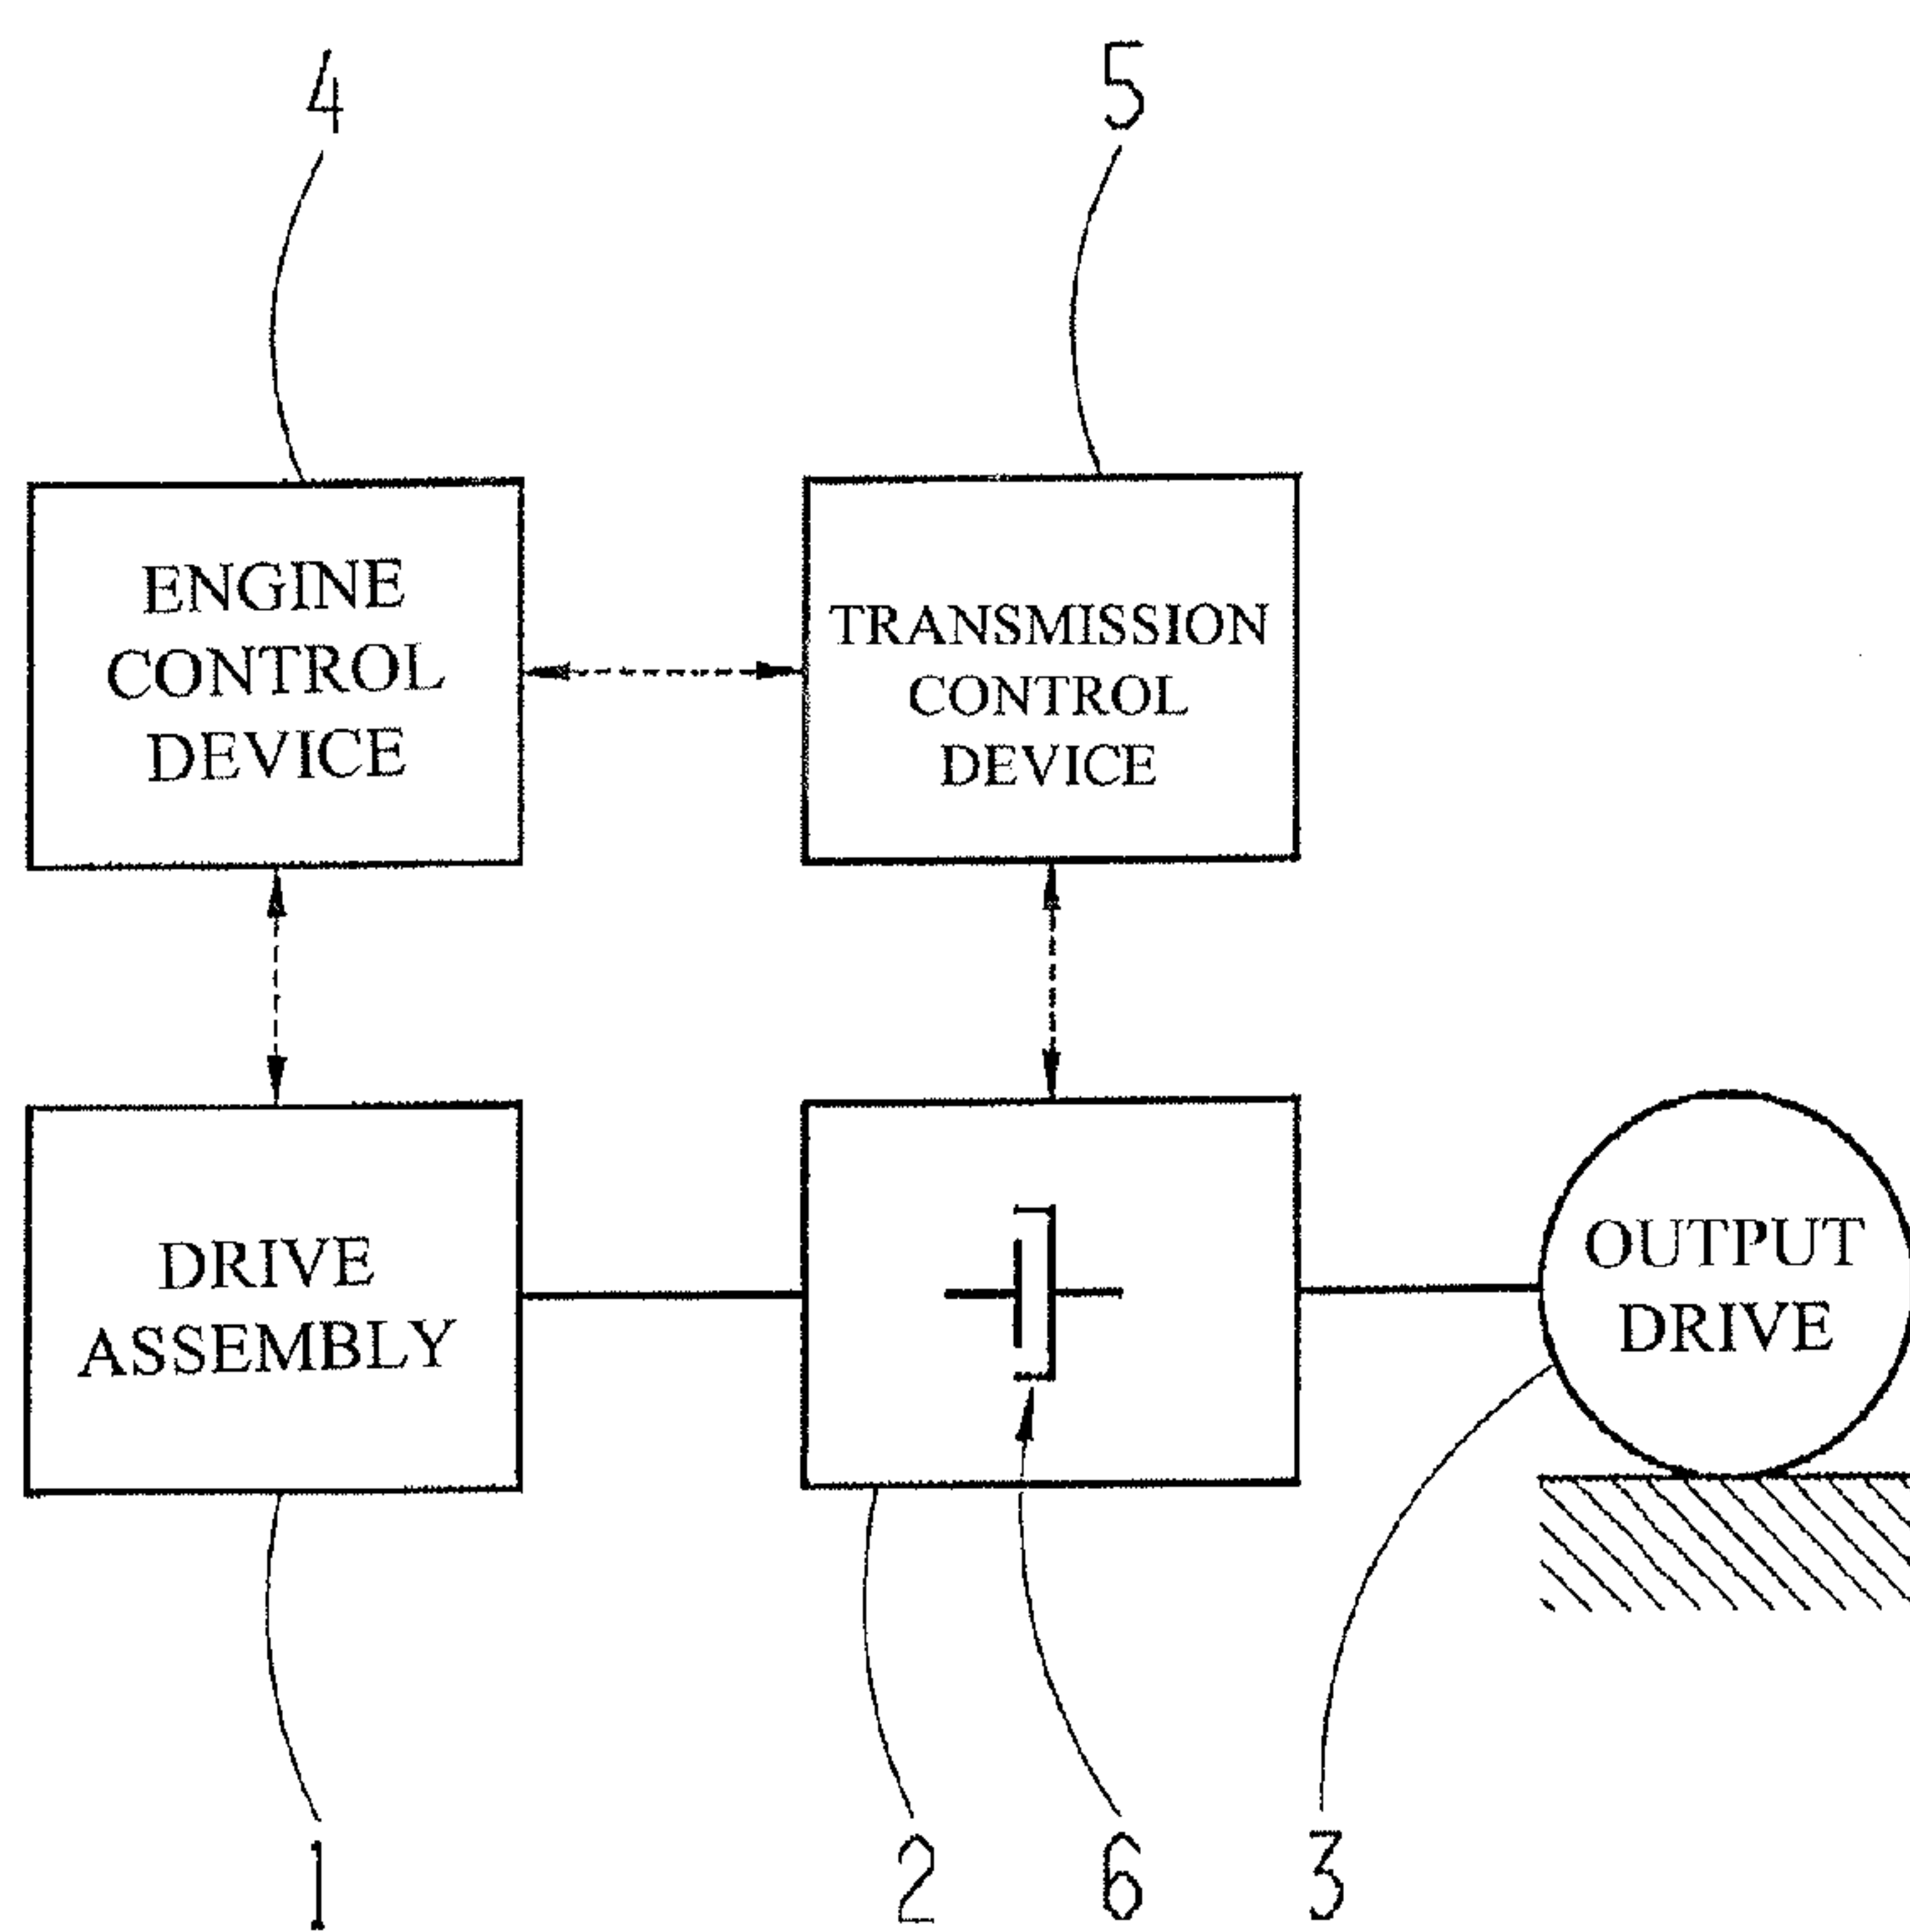 4
5
ENGINE
CONTROL
DEVICE
TRANSMISSION
CONTROL
DEVICE
DRIVE
ASSEMBLY
OUTPUT
DRIVE
1
2
6
3